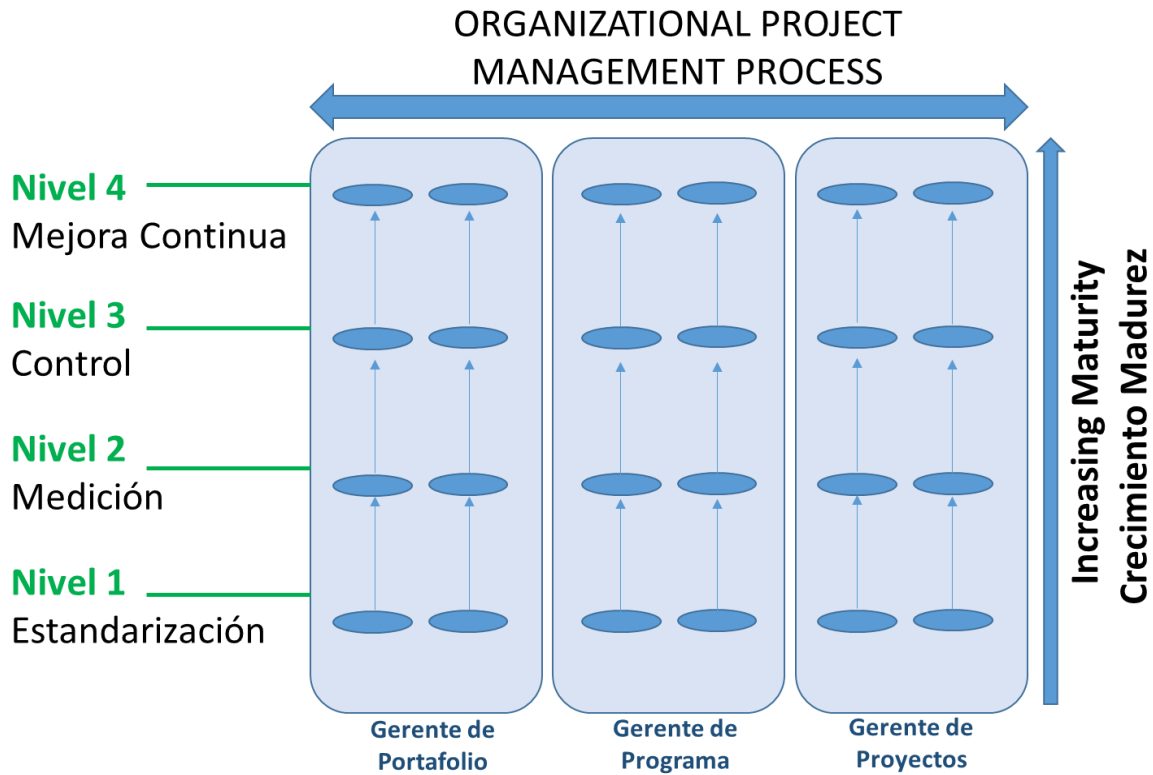 ORGANIZATIONAL PROJECT
MANAGEMENT PROCESS
Nivel 4
Mejora Continua
Nivel 3
Control
Nivel 2
Medición
Nivel 1
Estandarización
Increasing Maturity
Crecimiento Madurez
Gerente de
Portafolio
Gerente de
Programa
Gerente de
Proyectos